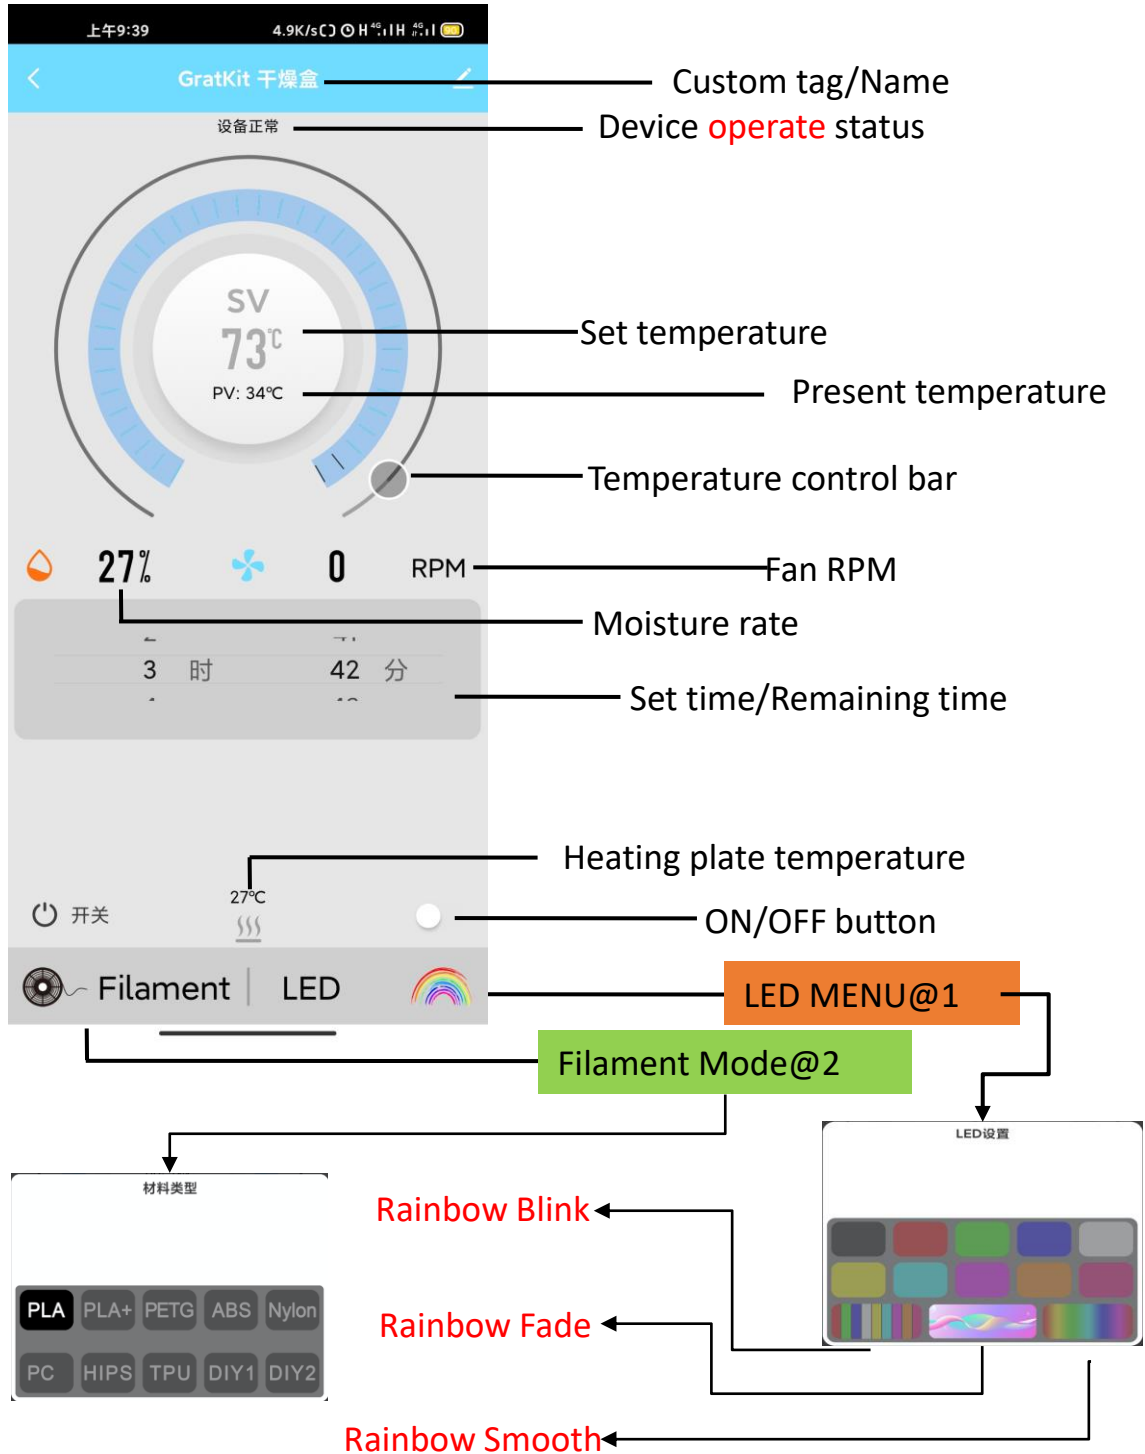 上午9:39 4.9K/s 4G H 4G H
GratKit 干燥盒
Custom tag/Name
设备正常
Device operate status
SV
73℃
Set temperature
PV: 34℃
Present temperature
Temperature control bar
27% 0 RPM
Fan RPM
Moisture rate
3 时 42 分
Set time/Remaining time
Heating plate temperature
27℃
开关
ON/OFF button
Filament | LED
LED MENU@1
Filament Mode@2
LED设置
材料类型
Rainbow Blink
PLA PLA+ PETG ABS Nylon
Rainbow Fade
PC HIPS TPU DIY1 DIY2
Rainbow Smooth